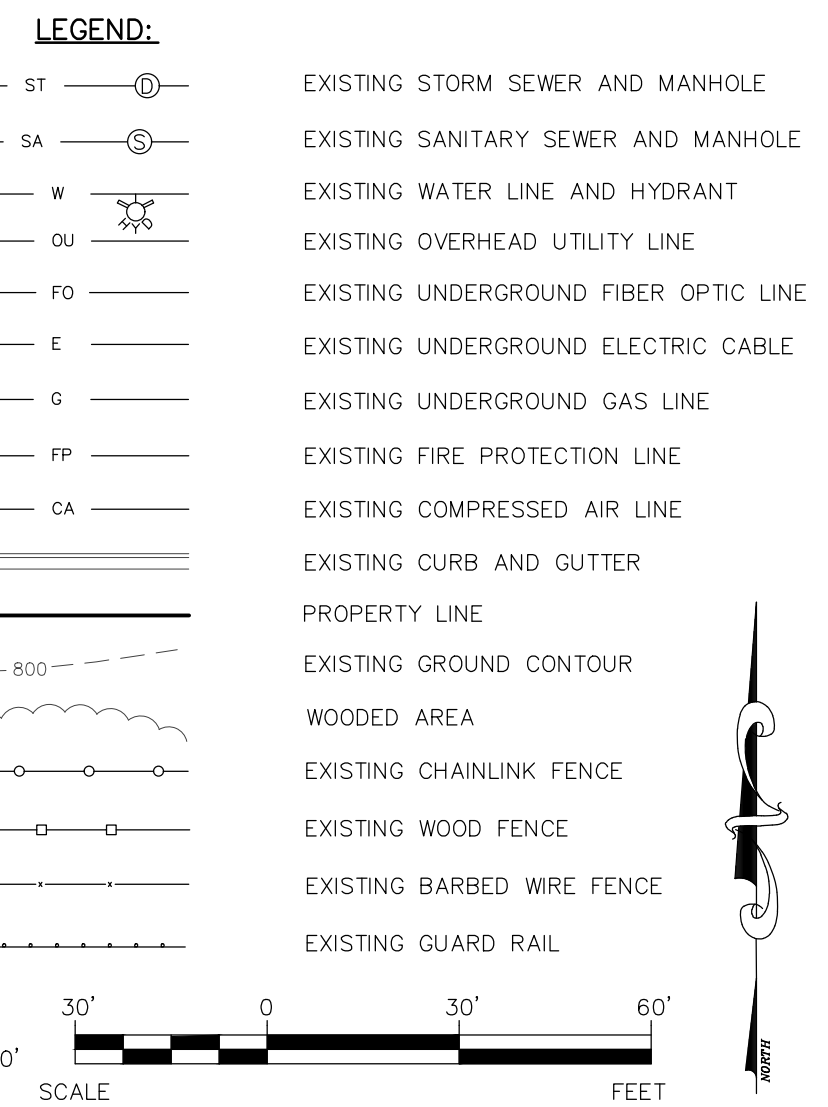 LEGEND:
ST D EXISTING STORM SEWER AND MANHOLE
SA S EXISTING SANITARY SEWER AND MANHOLE
W HYD EXISTING WATER LINE AND HYDRANT
OU EXISTING OVERHEAD UTILITY LINE
FO EXISTING UNDERGROUND FIBER OPTIC LINE
E EXISTING UNDERGROUND ELECTRIC CABLE
G EXISTING UNDERGROUND GAS LINE
FP EXISTING FIRE PROTECTION LINE
CA EXISTING COMPRESSED AIR LINE
EXISTING CURB AND GUTTER
PROPERTY LINE
800 EXISTING GROUND CONTOUR
WOODED AREA
EXISTING CHAINLINK FENCE
EXISTING WOOD FENCE
x x EXISTING BARBED WIRE FENCE
EXISTING GUARD RAIL
30' 0 30' 60'
0'
SCALE FEET
NORTH